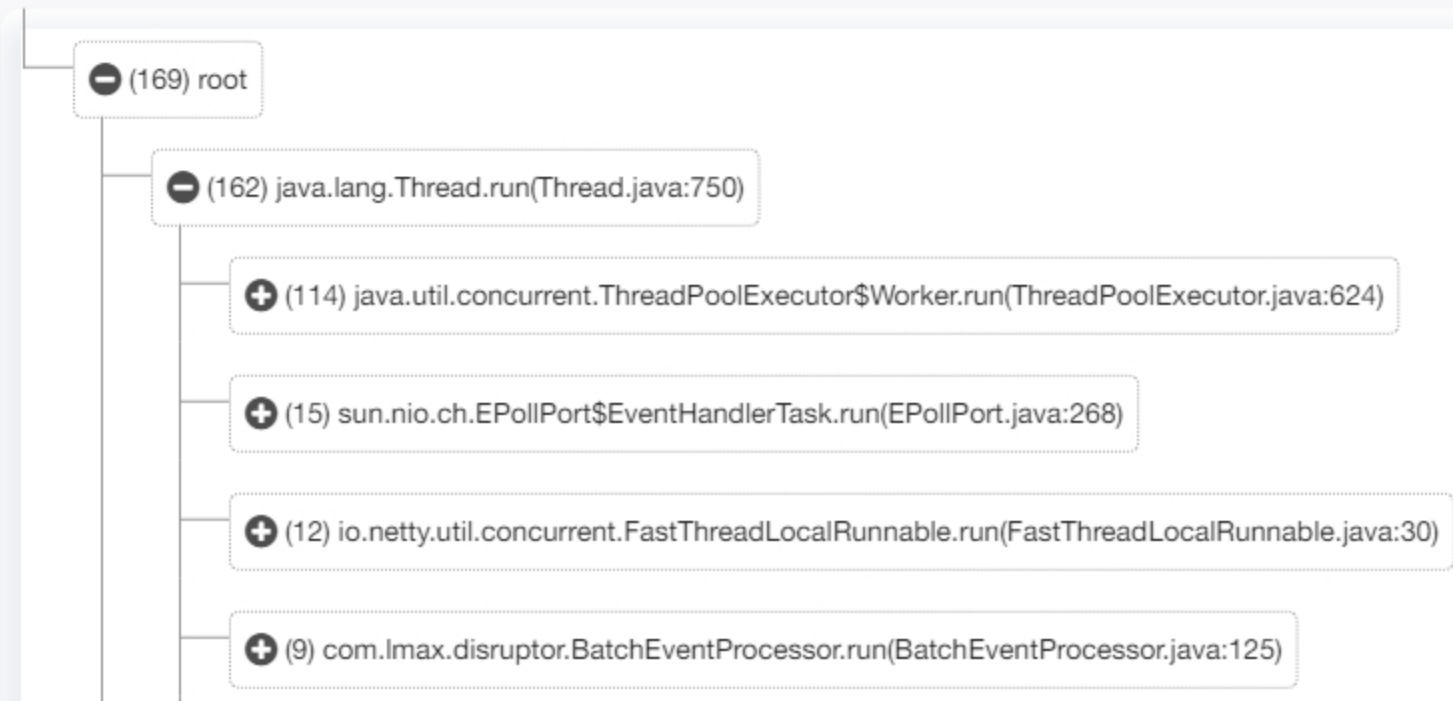 (169) root
(162) java.lang.Thread.run(Thread.java:750)
(114) java.util.concurrent.ThreadPoolExecutor$Worker.run(ThreadPoolExecutor.java:624)
(15) sun.nio.ch.EPollPort$EventHandlerTask.run(EPollPort.java:268)
(12) io.netty.util.concurrent.FastThreadLocalRunnable.run(FastThreadLocalRunnable.java:30)
(9) com.lmax.disruptor.BatchEventProcessor.run(BatchEventProcessor.java:125)